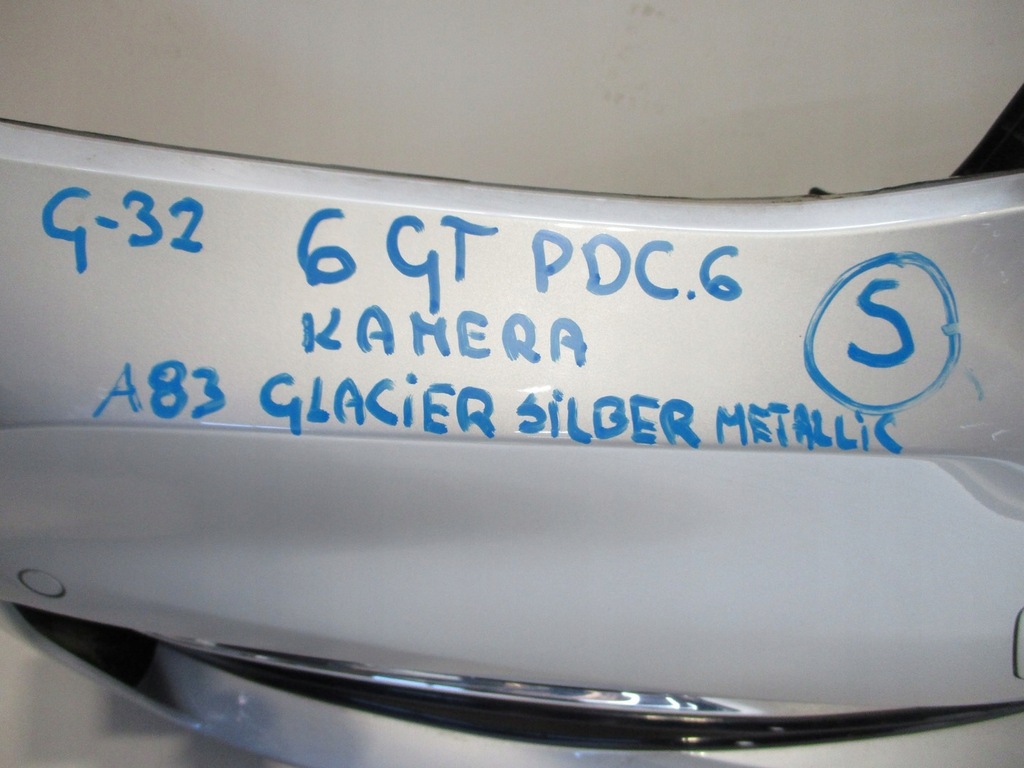 G-32 6 GT PDC.6
KAMERA
S
A83 GLACiER SiLBER METALLiC